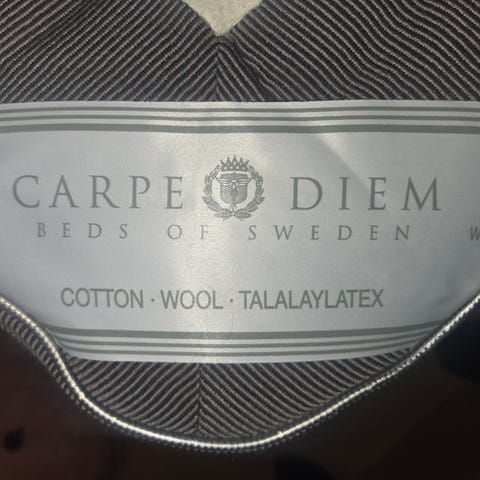 CARPE DIEM
BEDS OF SWEDEN
COTTON · WOOL · TALALAYLATEX